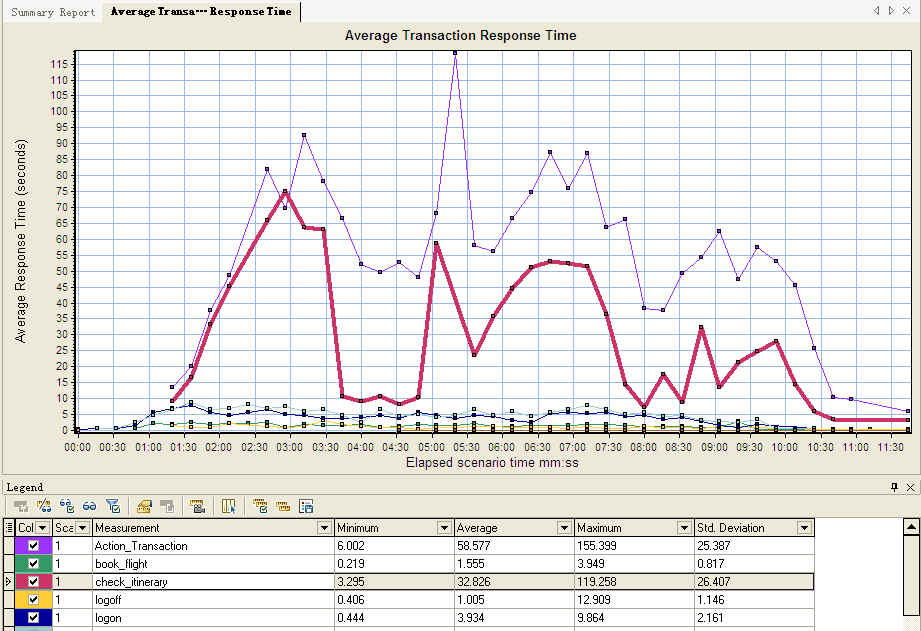 Summary Report
Average Transa--- Response Time
Average Transaction Response Time
Average Response Time (seconds)
115
110
105
100
95
90
85
80
75
70
65
60
55
50
45
40
35
30
25
20
15
10
5
0
00:00 00:30 01:00 01:30 02:00 02:30 03:00 03:30 04:00 04:30 05:00 05:30 06:00 06:30 07:00 07:30 08:00 08:30 09:00 09:30 10:00 10:30 11:00 11:30
Elapsed scenario time mm:ss
Legend
Col Sca Measurement Minimum Average Maximum Std. Deviation
1 Action_Transaction 6.002 58.577 155.399 25.387
1 book_flight 0.219 1.555 3.949 0.817
1 check_itinerary 3.295 32.826 119.258 26.407
1 logoff 0.406 1.005 12.909 1.146
1 logon 0.444 3.934 9.864 2.161